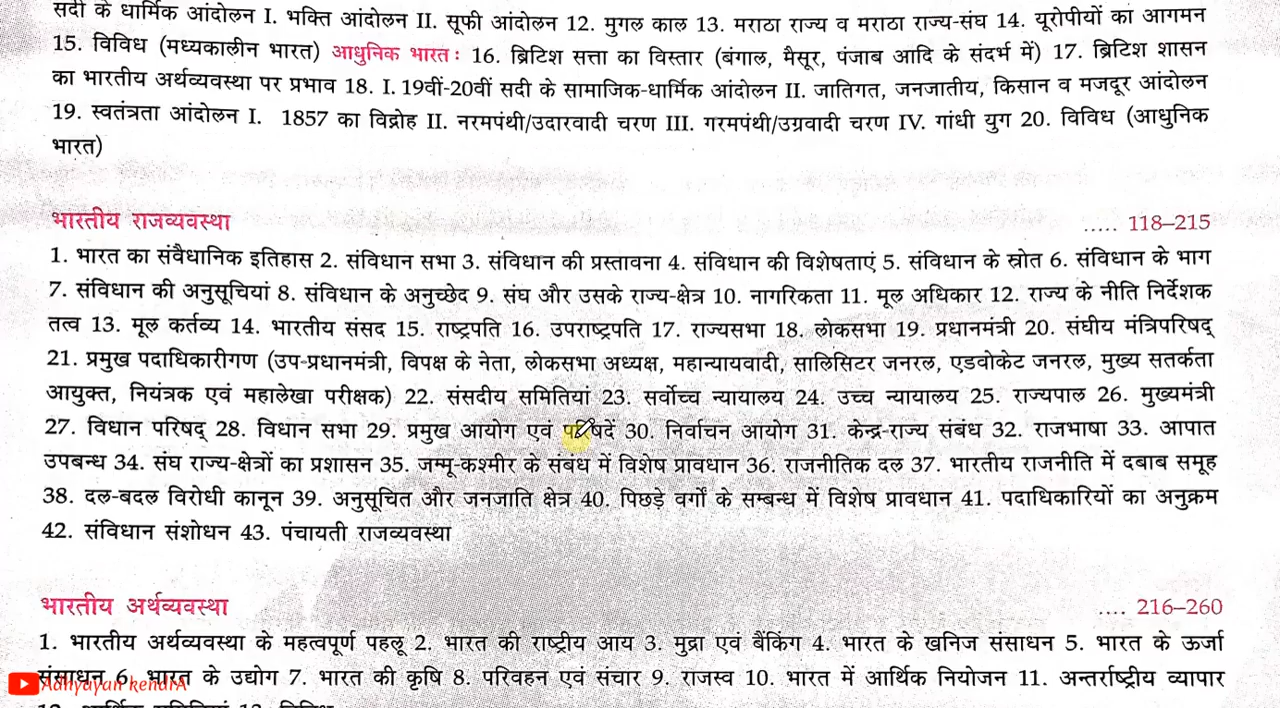 सदी के धार्मिक आंदोलन I. भक्ति आंदोलन II. सूफी आंदोलन 12. मुगल काल 13. मराठा राज्य व मराठा राज्य-संघ 14. यूरोपीयों का आगमन
15. विविध (मध्यकालीन भारत) आधुनिक भारतः 16. ब्रिटिश सत्ता का विस्तार (बंगाल, मैसूर, पंजाब आदि के संदर्भ में) 17. ब्रिटिश शासन
का भारतीय अर्थव्यवस्था पर प्रभाव 18. I. 19वीं-20वीं सदी के सामाजिक-धार्मिक आंदोलन II. जातिगत, जनजातीय, किसान व मजदूर आंदोलन
19. स्वतंत्रता आंदोलन I. 1857 का विद्रोह II. नरमपंथी/उदारवादी चरण III. गरमपंथी/उग्रवादी चरण IV. गांधी युग 20. विविध (आधुनिक
भारत)
भारतीय राजव्यवस्था ..... 118–215
1. भारत का संवैधानिक इतिहास 2. संविधान सभा 3. संविधान की प्रस्तावना 4. संविधान की विशेषताएं 5. संविधान के स्रोत 6. संविधान के भाग
7. संविधान की अनुसूचियां 8. संविधान के अनुच्छेद 9. संघ और उसके राज्य-क्षेत्र 10. नागरिकता 11. मूल अधिकार 12. राज्य के नीति निर्देशक
तत्व 13. मूल कर्तव्य 14. भारतीय संसद 15. राष्ट्रपति 16. उपराष्ट्रपति 17. राज्यसभा 18. लोकसभा 19. प्रधानमंत्री 20. संघीय मंत्रिपरिषद्
21. प्रमुख पदाधिकारीगण (उप-प्रधानमंत्री, विपक्ष के नेता, लोकसभा अध्यक्ष, महान्यायवादी, सालिसिटर जनरल, एडवोकेट जनरल, मुख्य सतर्कता
आयुक्त, नियंत्रक एवं महालेखा परीक्षक) 22. संसदीय समितियां 23. सर्वोच्च न्यायालय 24. उच्च न्यायालय 25. राज्यपाल 26. मुख्यमंत्री
27. विधान परिषद् 28. विधान सभा 29. प्रमुख आयोग एवं 30. निर्वाचन आयोग 31. केन्द्र-राज्य संबंध 32. राजभाषा 33. आपात
उपबन्ध 34. संघ राज्य-क्षेत्रों का प्रशासन 35. जम्मू-कश्मीर के संबंध में विशेष प्रावधान 36. राजनीतिक दल 37. भारतीय राजनीति में दबाब समूह
38. दल-बदल विरोधी कानून 39. अनुसूचित और जनजाति क्षेत्र 40. पिछड़े वर्गों के सम्बन्ध में विशेष प्रावधान 41. पदाधिकारियों का अनुक्रम
42. संविधान संशोधन 43. पंचायती राजव्यवस्था
भारतीय अर्थव्यवस्था .... 216–260
1. भारतीय अर्थव्यवस्था के महत्वपूर्ण पहलू 2. भारत की राष्ट्रीय आय 3. मुद्रा एवं बैंकिंग 4. भारत के खनिज संसाधन 5. भारत के ऊर्जा
संसाधन 6. भारत के उद्योग 7. भारत की कृषि 8. परिवहन एवं संचार 9. राजस्व 10. भारत में आर्थिक नियोजन 11. अन्तर्राष्ट्रीय व्यापार
Adhyayan kendrA